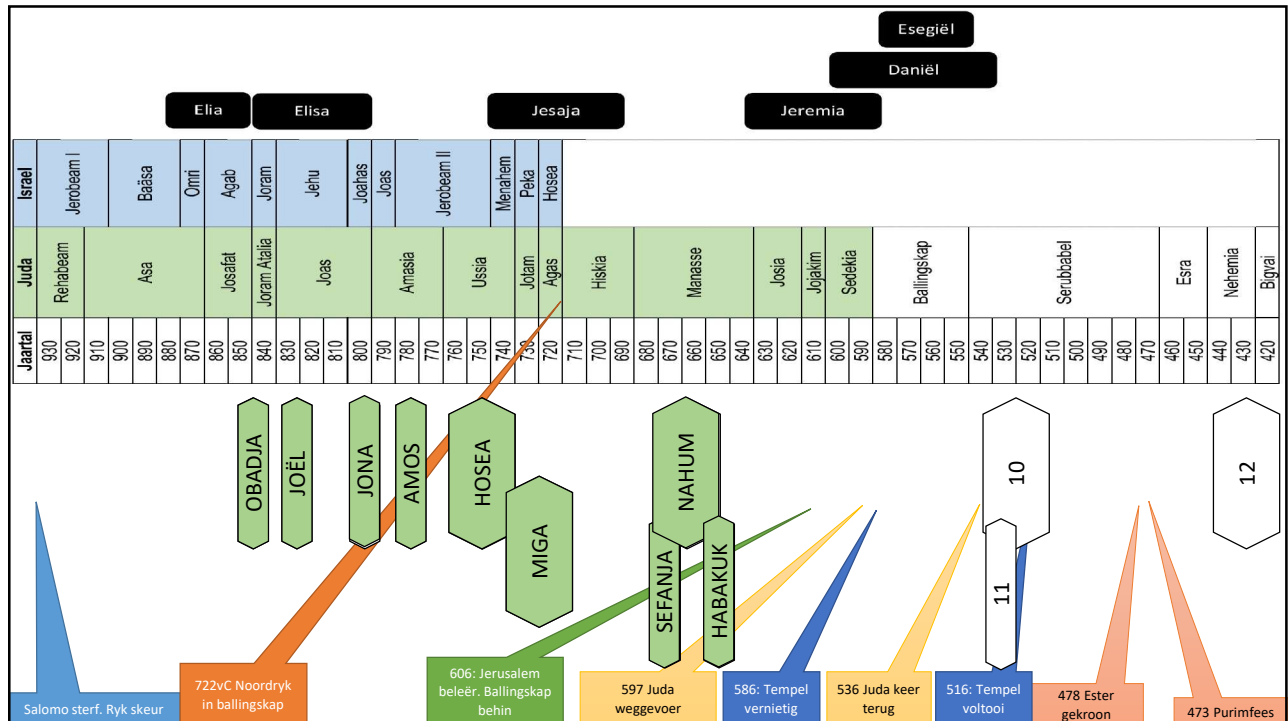 Esegiël
Daniël
Elia
Elisa
Jesaja
Jeremia
Israel
Jerobeam I
Baäsa
Omri
Agab
Joram
Jehu
Joahas
Joas
Jerobeam II
Menahem
Peka
Hosea
Juda
Rehabeam
Asa
Josafat
Joram Atalia
Joas
Amasia
Ussia
Jotam
Agas
Hiskia
Manasse
Josia
Jojakim
Sedekia
Ballingskap
Serubbabel
Esra
Nehemia
Bigvai
Jaartal
930
920
910
900
890
880
870
860
850
840
830
820
810
800
790
780
770
760
750
740
730
720
710
700
690
680
670
660
650
640
630
620
610
600
590
580
570
560
550
540
530
520
510
500
490
480
470
460
450
440
430
420
OBADJA
JOËL
JONA
AMOS
HOSEA
MIGA
SEFANJA
NAHUM
HABAKUK
10
11
12
Salomo sterf. Ryk skeur
722vC Noordryk
in ballingskap
606: Jerusalem
beleër. Ballingskap
behin
597 Juda
weggevoer
586: Tempel
vernietig
536 Juda keer
terug
516: Tempel
voltooi
478 Ester
gekroon
473 Purimfees